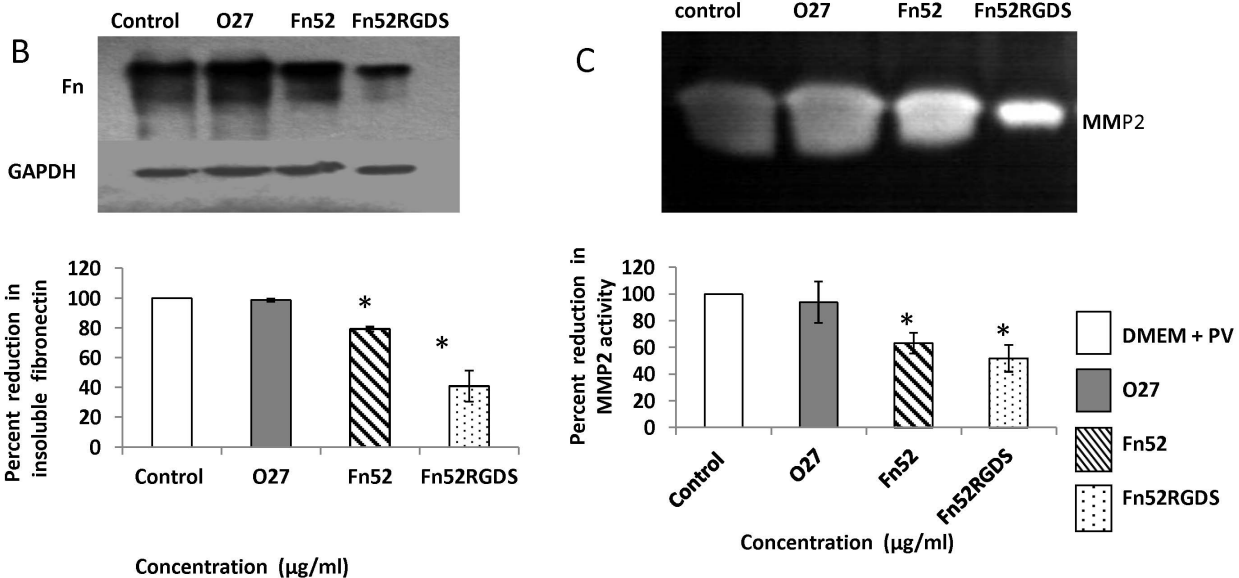 B
Control O27 Fn52 Fn52RGDS
Fn
GAPDH
Percent reduction in
insoluble fibronectin
120
100
80
60
40
20
0
*
*
Control O27 Fn52 Fn52RGDS
Concentration (µg/ml)
C
control O27 Fn52 Fn52RGDS
MMP2
Percent reduction in
MMP2 activity
120
100
80
60
40
20
0
*
*
Control O27 Fn52 Fn52RGDS
Concentration (µg/ml)
DMEM + PV
O27
Fn52
Fn52RGDS